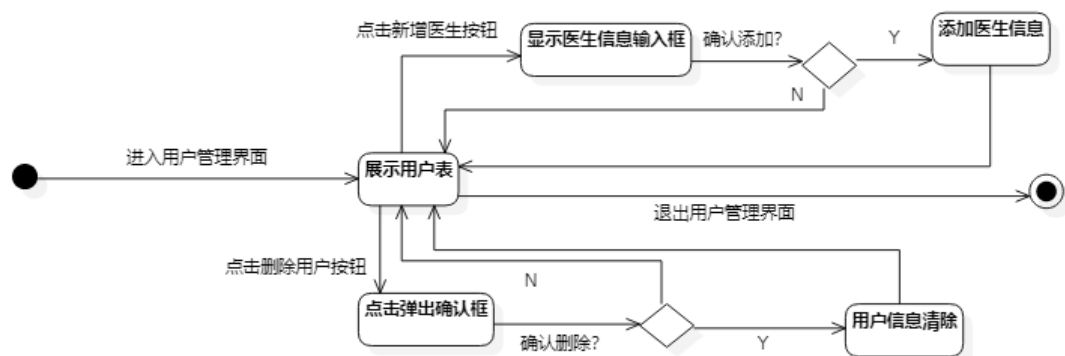 点击新增医生按钮
显示医生信息输入框
确认添加?
Y
添加医生信息
N
进入用户管理界面
展示用户表
退出用户管理界面
点击删除用户按钮
N
点击弹出确认框
确认删除?
Y
用户信息清除